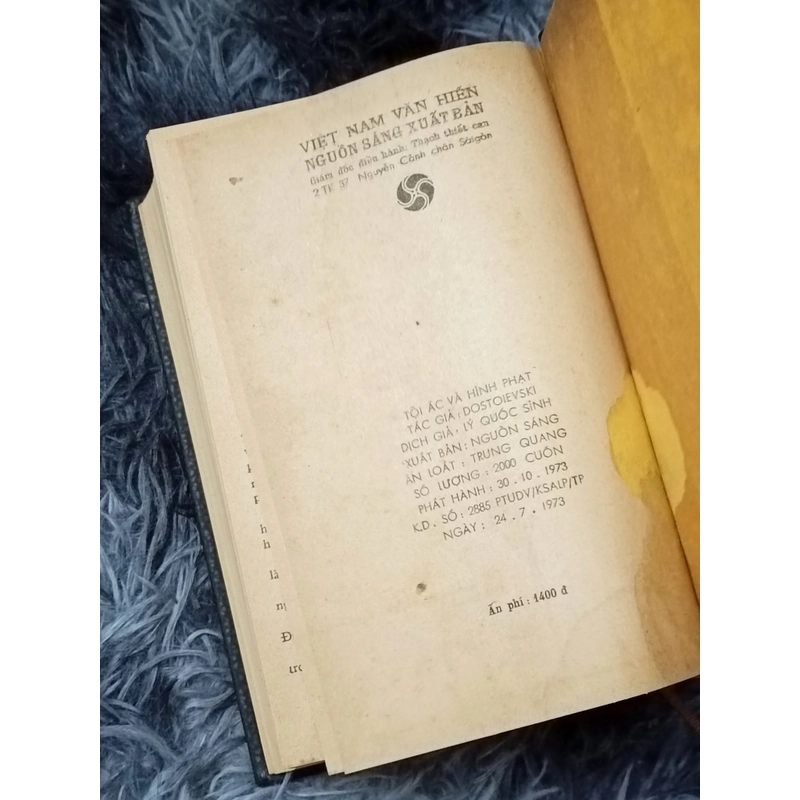 VIỆT NAM VĂN HIẾN
NGUỒN SÁNG XUẤT BẢN
Giám đốc điều hành: Thạch thiết can
2 TE 37 Nguyễn Cảnh chân Sàigòn
TỘI ÁC VÀ HÌNH PHẠT
TÁC GIẢ : DOSTOIEVSKI
DỊCH GIẢ : LÝ QUỐC SỈNH
XUẤT BẢN : NGUỒN SÁNG
ẤN LOÁT : TRUNG QUANG
SỐ LƯỢNG : 2000 CUỐN
PHÁT HÀNH : 30 . 10 . 1973
K.D. SỐ : 2885 PTUDV/KSALP/TP
NGÀY : 24 . 7 . 1973
Ấn phí : 1400 đ
h
h
là
Đ